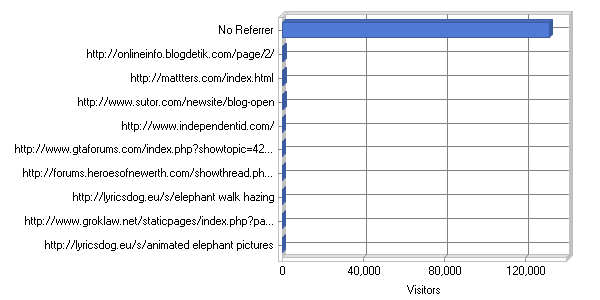 No Referrer
http://onlineinfo.blogdetik.com/page/2/
http://mattters.com/index.html
http://www.sutor.com/newsite/blog-open
http://www.independentid.com/
http://www.gtaforums.com/index.php?showtopic=42...
http://forums.heroesofnewerth.com/showthread.ph...
http://lyricsdog.eu/s/elephant walk hazing
http://www.groklaw.net/staticpages/index.php?pa...
http://lyricsdog.eu/s/animated elephant pictures
0 40,000 80,000 120,000
Visitors